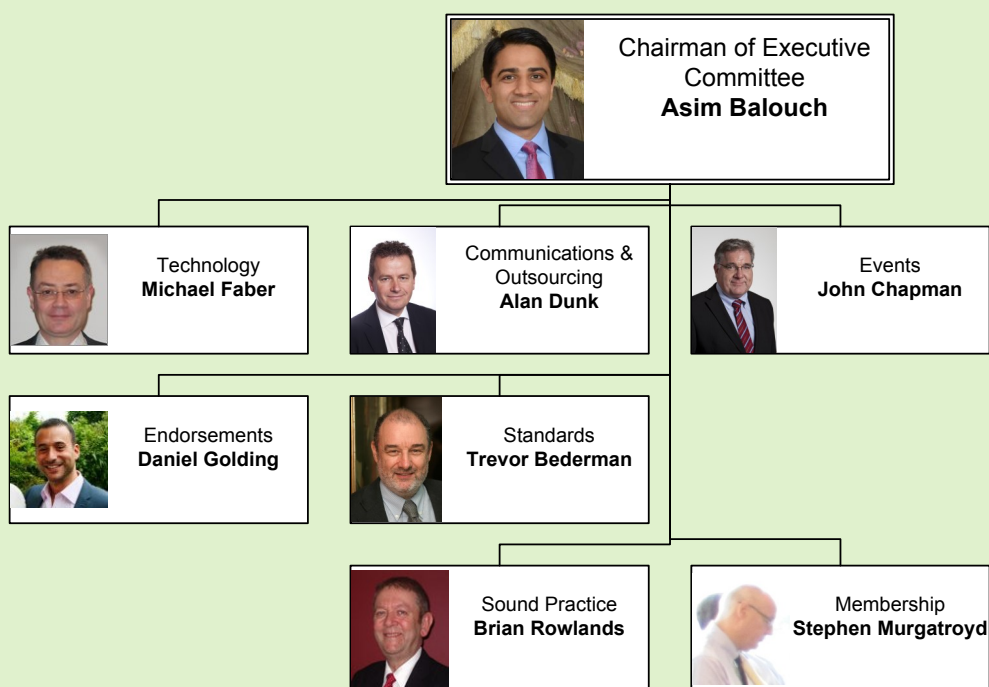 Chairman of Executive
Committee
Asim Balouch
Technology
Michael Faber
Communications &
Outsourcing
Alan Dunk
Events
John Chapman
Endorsements
Daniel Golding
Standards
Trevor Bederman
Sound Practice
Brian Rowlands
Membership
Stephen Murgatroyd